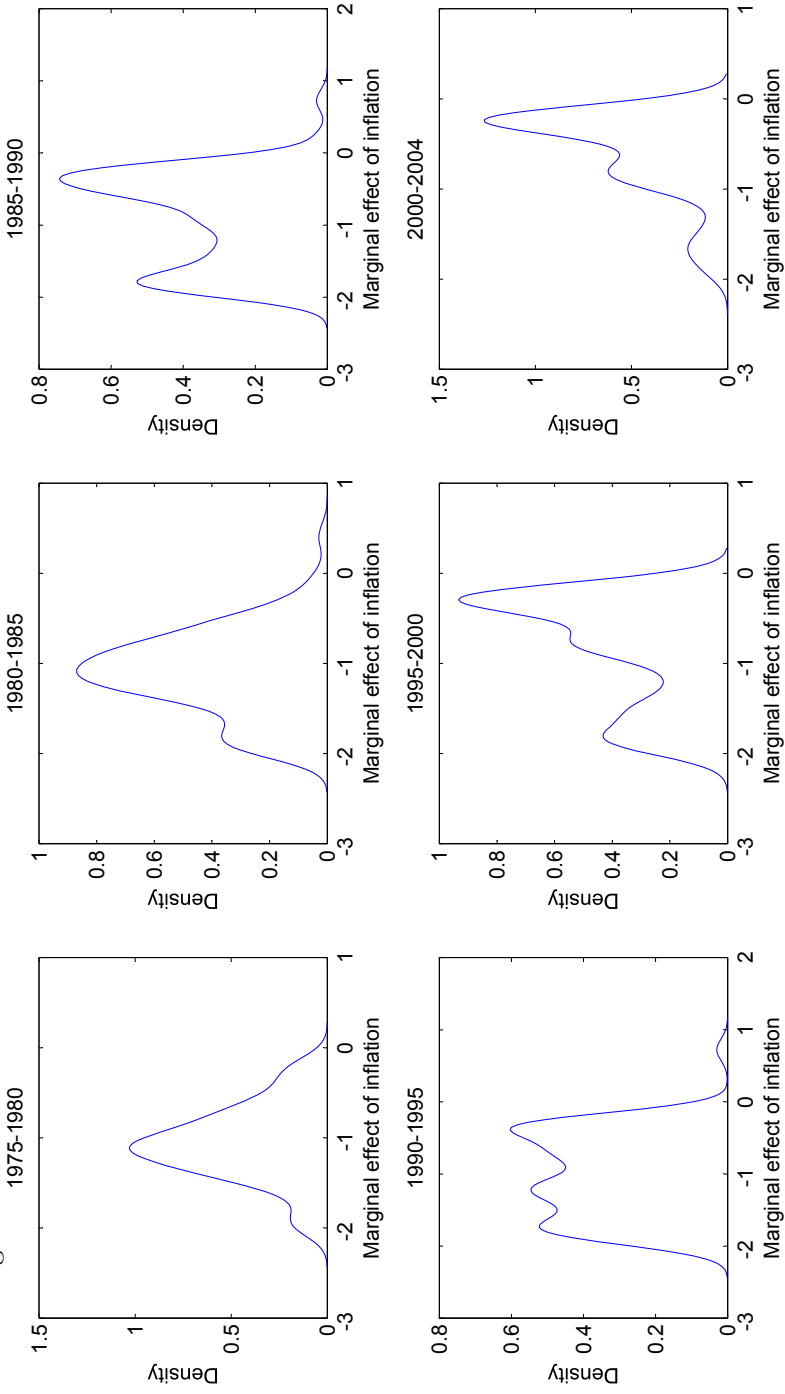 1975-1980
1.5
1
0.5
0
Density
-3 -2 -1 0 1
Marginal effect of inflation
1980-1985
1
0.8
0.6
0.4
0.2
0
Density
-3 -2 -1 0 1
Marginal effect of inflation
1985-1990
0.8
0.6
0.4
0.2
0
Density
-3 -2 -1 0 1 2
Marginal effect of inflation
1990-1995
0.8
0.6
0.4
0.2
0
Density
-3 -2 -1 0 1 2
Marginal effect of inflation
1995-2000
1
0.8
0.6
0.4
0.2
0
Density
-3 -2 -1 0 1
Marginal effect of inflation
2000-2004
1.5
1
0.5
0
Density
-3 -2 -1 0 1
Marginal effect of inflation